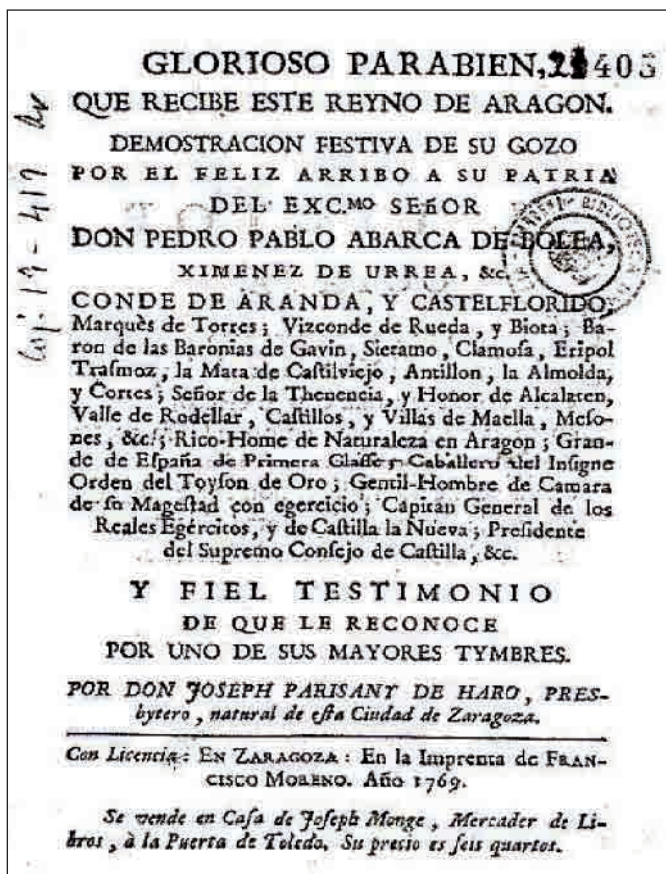 GLORIOSO PARABIEN,
QUE RECIBE ESTE REYNO DE ARAGON.
DEMOSTRACION FESTIVA DE SU GOZO
POR EL FELIZ ARRIBO A SU PATRIA
DEL EXC.MO SEÑOR
DON PEDRO PABLO ABARCA DE BOLEA,
XIMENEZ DE URREA, &c.
CONDE DE ARANDA, Y CASTELFLORIDO,
Marquès de Torres; Vizconde de Rueda, y Biota; Ba-
ron de las Baronias de Gavin, Sietamo, Clamosa, Eripol
Trasmoz, la Mata de Castilviejo, Antillon, la Almolda,
y Cortes; Señor de la Thenencia, y Honor de Alcalaten,
Valle de Rodellar, Castillos, y Villas de Maella, Meso-
nes, &c.; Rico-Home de Naturaleza en Aragon; Gran-
de de España de Primera Classe, Caballero del Insigne
Orden del Toyson de Oro; Gentil-Hombre de Camara
de su Magestad con egercicio; Capitan General de los
Reales Egércitos, y de Castilla la Nueva; Presidente
del Supremo Consejo de Castilla, &c.
Y FIEL TESTIMONIO
DE QUE LE RECONOCE
POR UNO DE SUS MAYORES TYMBRES.
POR DON JOSEPH PARISANY DE HARO, PRES-
bytero, natural de esta Ciudad de Zaragoza.
Con Licencia: EN ZARAGOZA: En la Imprenta de FRAN-
CISCO MORENO. Año 1769.
Se vende en Casa de Joseph Monge, Mercader de Li-
bros, à la Puerta de Toledo. Su precio es seis quartos.